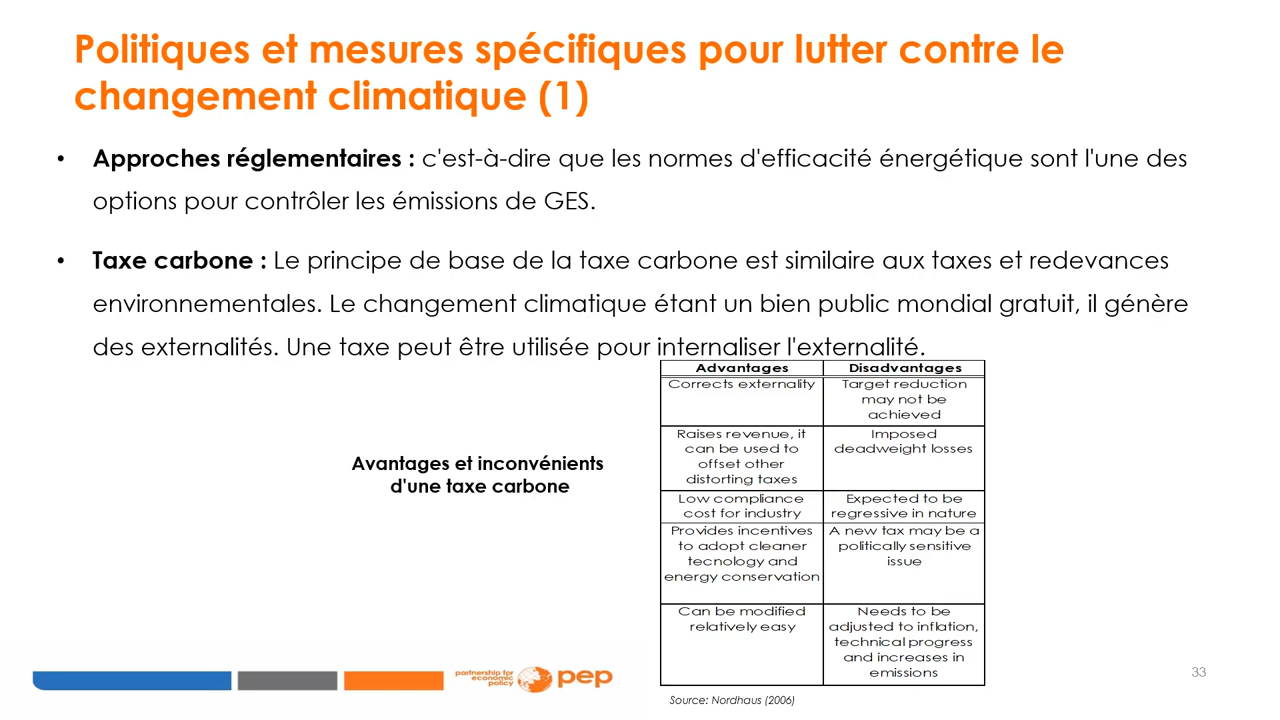 Politiques et mesures spécifiques pour lutter contre le
changement climatique (1)
• Approches réglementaires : c'est-à-dire que les normes d'efficacité énergétique sont l'une des
options pour contrôler les émissions de GES.
• Taxe carbone : Le principe de base de la taxe carbone est similaire aux taxes et redevances
environnementales. Le changement climatique étant un bien public mondial gratuit, il génère
des externalités. Une taxe peut être utilisée pour internaliser l'externalité.
Avantages et inconvénients
d'une taxe carbone
Advantages Disadvantages
Corrects externality Target reduction
may not be
achieved
Raises revenue, it
can be used to
offset other
distorting taxes
Imposed
deadweight losses
Low compliance
cost for industry
Expected to be
regressive in nature
Provides incentives
to adopt cleaner
tecnology and
energy conservation
A new tax may be a
politically sensitive
issue
Can be modified
relatively easy
Needs to be
adjusted to inflation,
technical progress
and increases in
emissions
Source: Nordhaus (2006)
partnership for
economic
policy
pep
33